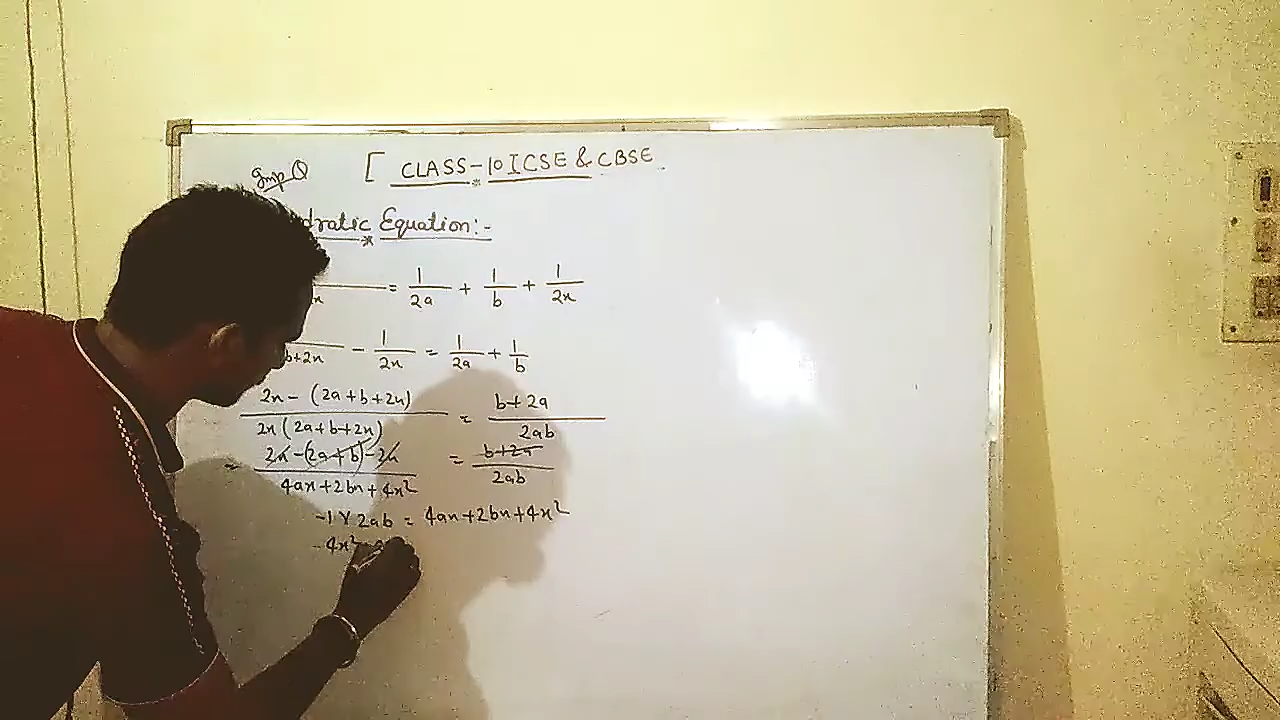 Imp Q [ CLASS-10 ICSE & CBSE
dratic Equation:-
= 1/2a + 1/b + 1/2x
b+2x - 1/2x = 1/2a + 1/b
2x - (2a+b+2x) / 2x(2a+b+2x) = b+2a / 2ab
= 2x - (2a+b) - 2x / 4ax+2bx+4x² = b+2a / 2ab
-1 × 2ab = 4ax+2bx+4x²
-4x²